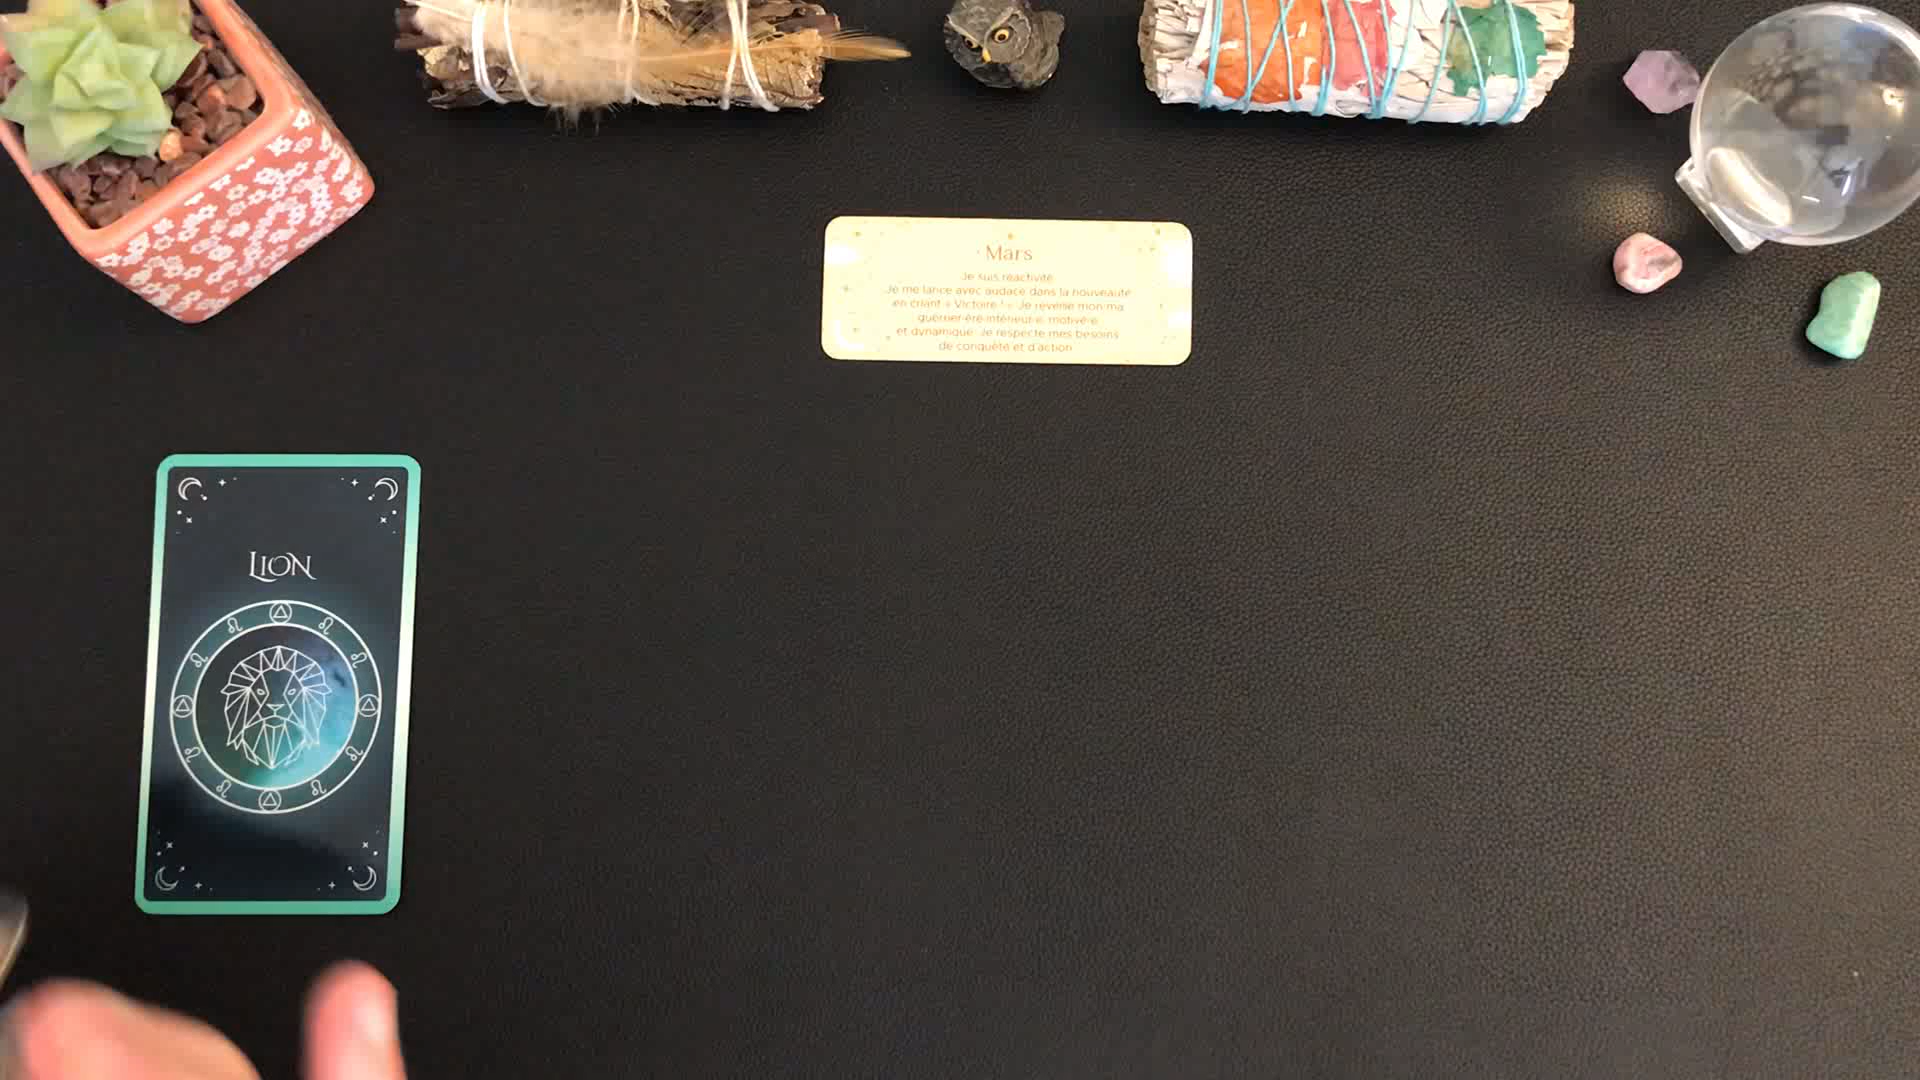 Mars
Je suis réactivité.
Je me lance avec audace dans la nouveauté
en criant « Victoire ! ». Je réveille mon·ma
guerrier·ère intérieur·e, motivé·e
et dynamique. Je respecte mes besoins
de conquête et d'action.
LION